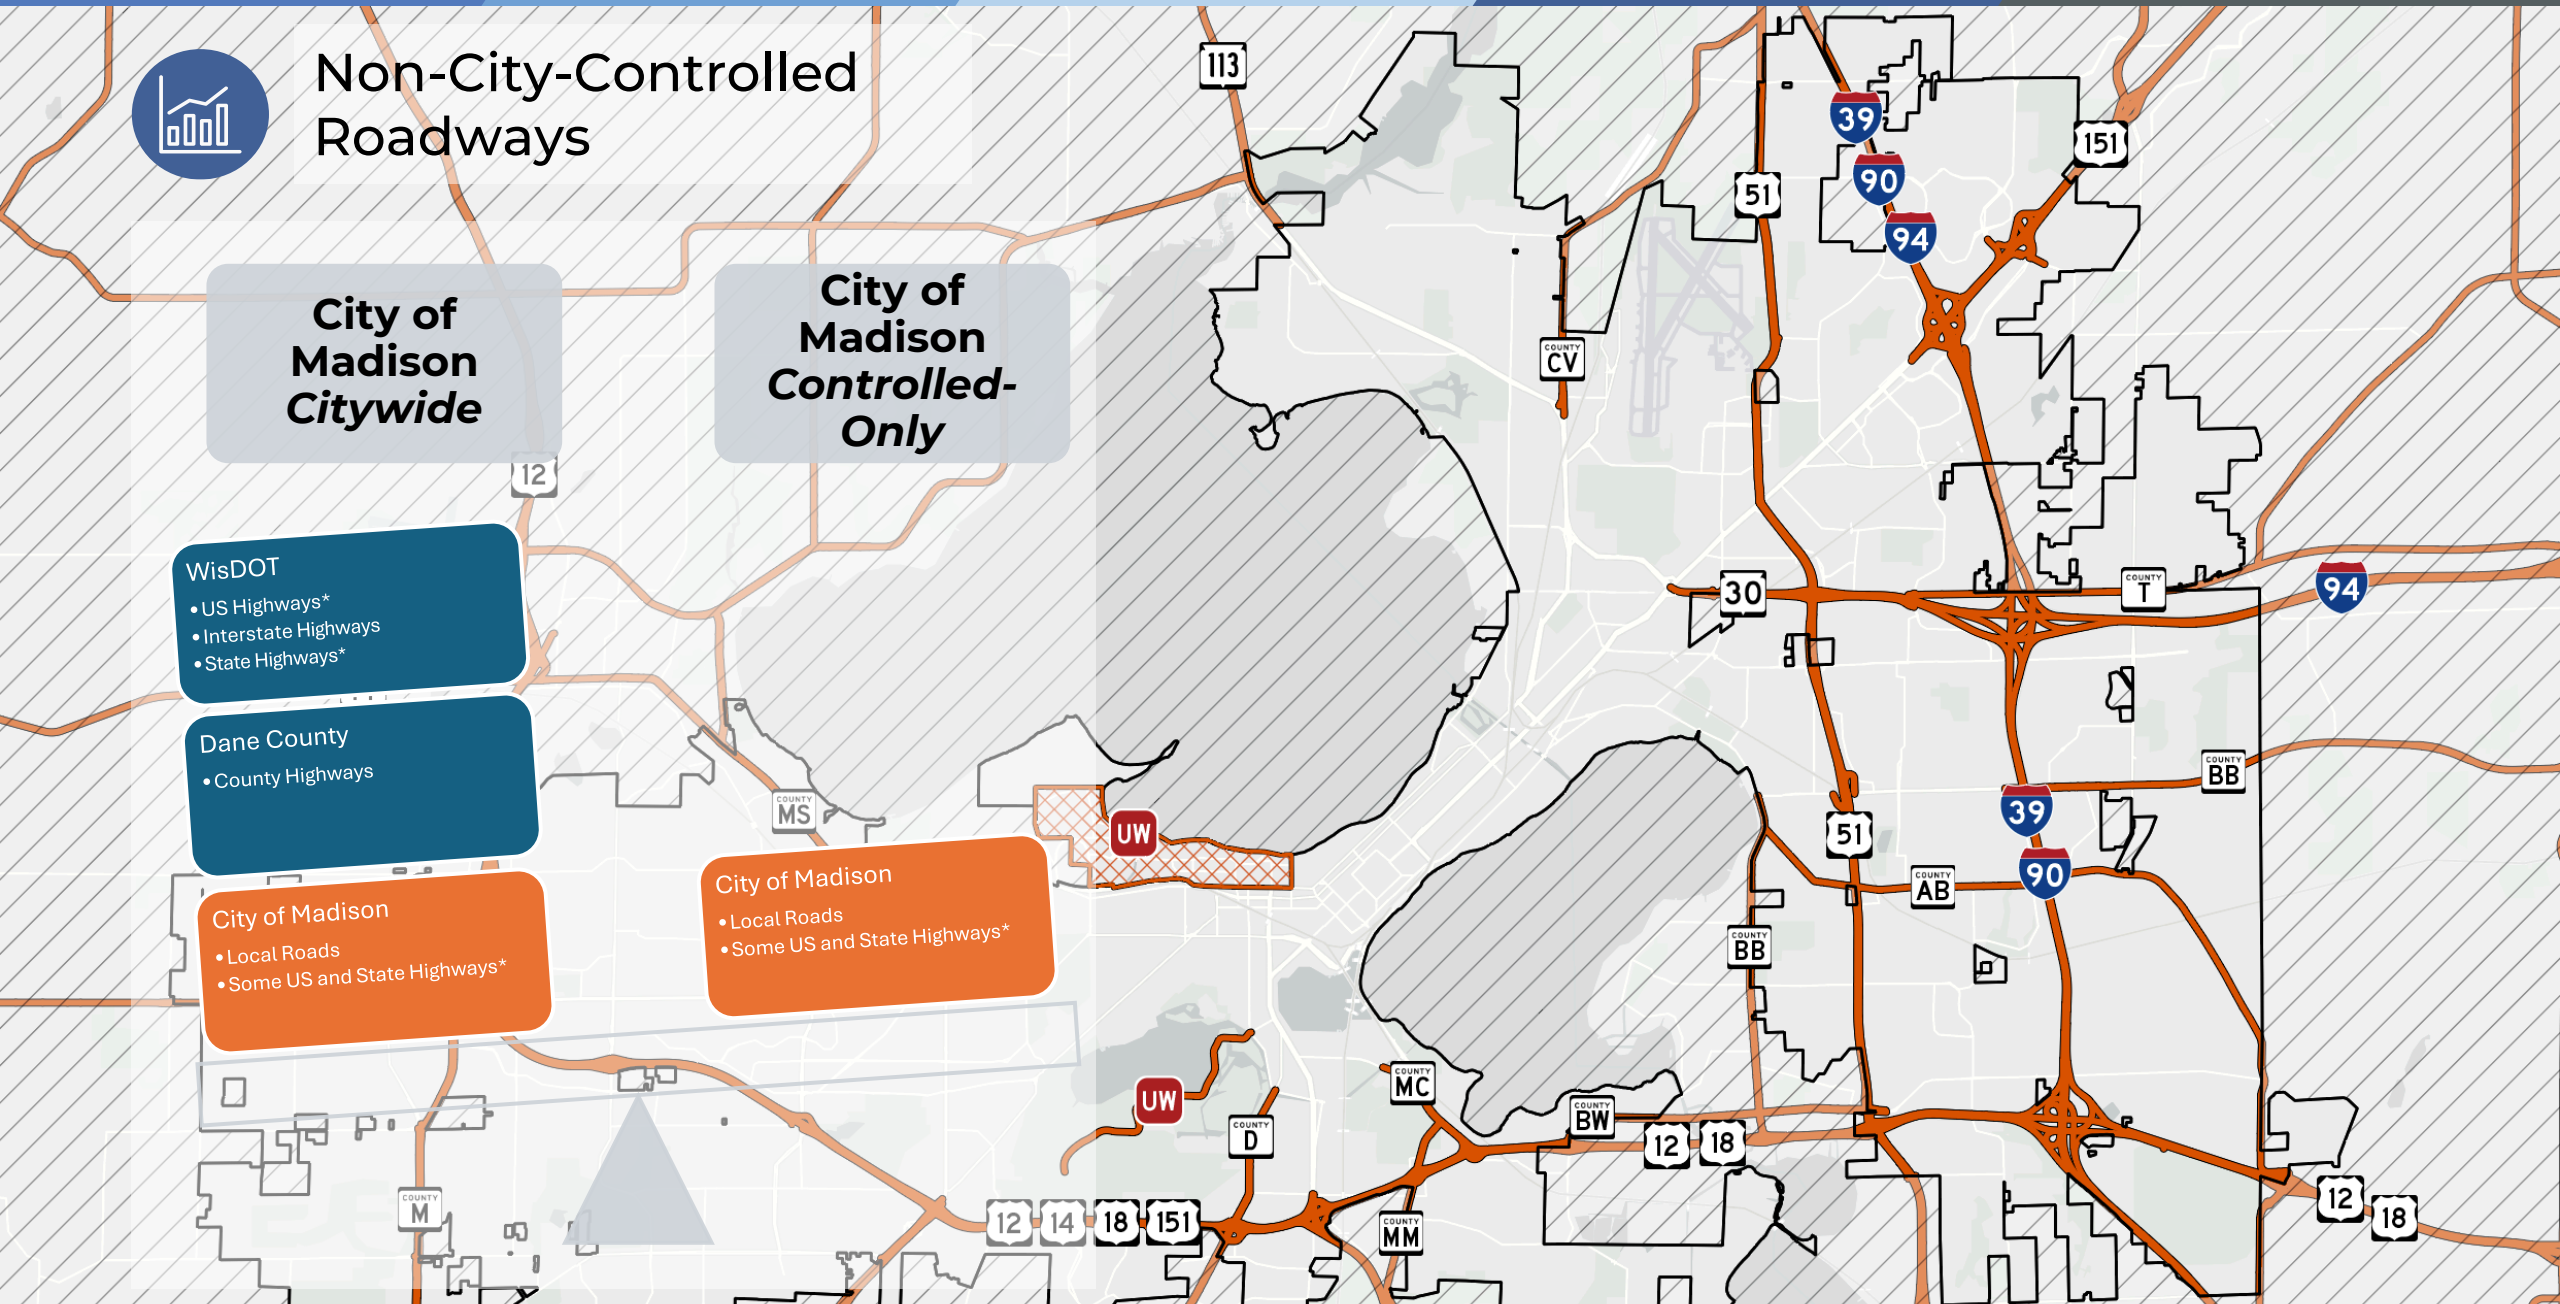 Non-City-Controlled
Roadways
City of
Madison
Citywide
City of
Madison
Controlled-
Only
WisDOT
• US Highways*
• Interstate Highways
• State Highways*
Dane County
• County Highways
City of Madison
• Local Roads
• Some US and State Highways*
City of Madison
• Local Roads
• Some US and State Highways*
113
39
90
94
151
51
12
COUNTY
CV
30
COUNTY
T
94
COUNTY
BB
39
90
51
COUNTY
AB
COUNTY
BB
COUNTY
MS
UW
UW
COUNTY
MC
COUNTY
BW
12
18
COUNTY
D
COUNTY
M
12
14
18
151
COUNTY
MM
12
18